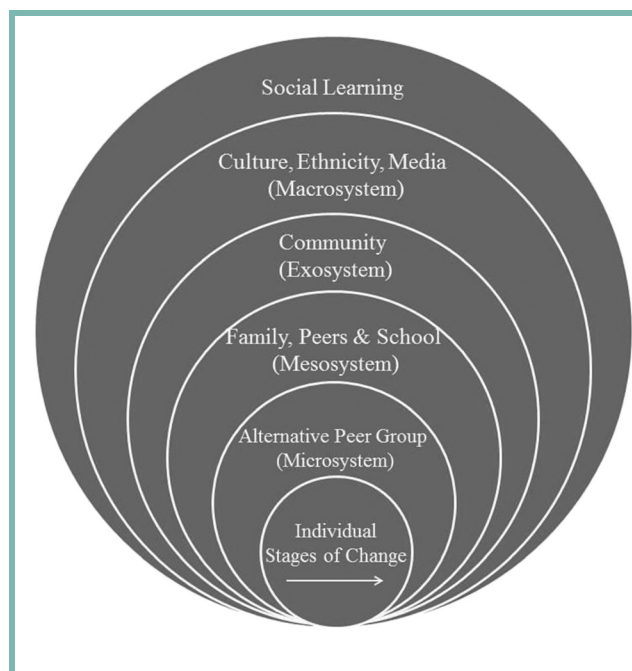 Social Learning
Culture, Ethnicity, Media
(Macrosystem)
Community
(Exosystem)
Family, Peers & School
(Mesosystem)
Alternative Peer Group
(Microsystem)
Individual
Stages of Change